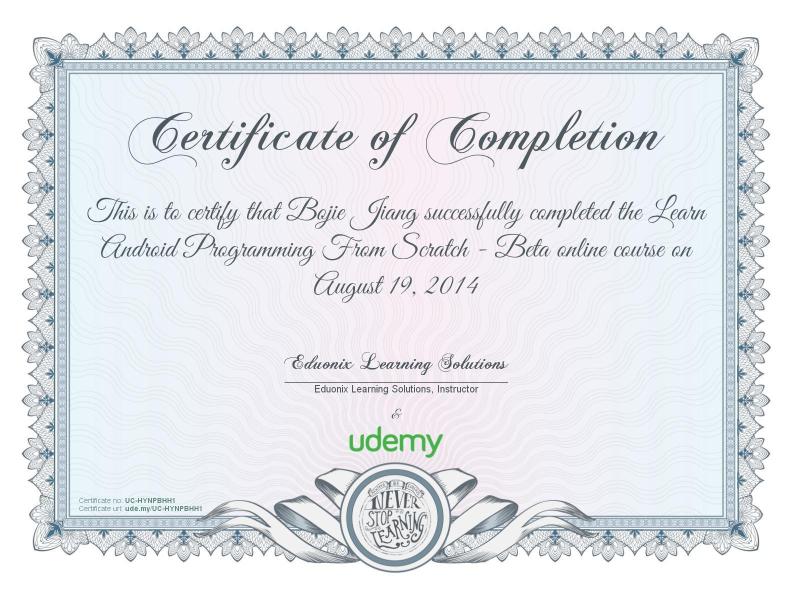 Certificate of Completion
This is to certify that Bojie Jiang successfully completed the Learn
Android Programming From Scratch - Beta online course on
August 19, 2014
Eduonix Learning Solutions
Eduonix Learning Solutions, Instructor
&
udemy
NEVER
STOP
LEARNING
Certificate no: UC-HYNPBHH1
Certificate url: ude.my/UC-HYNPBHH1